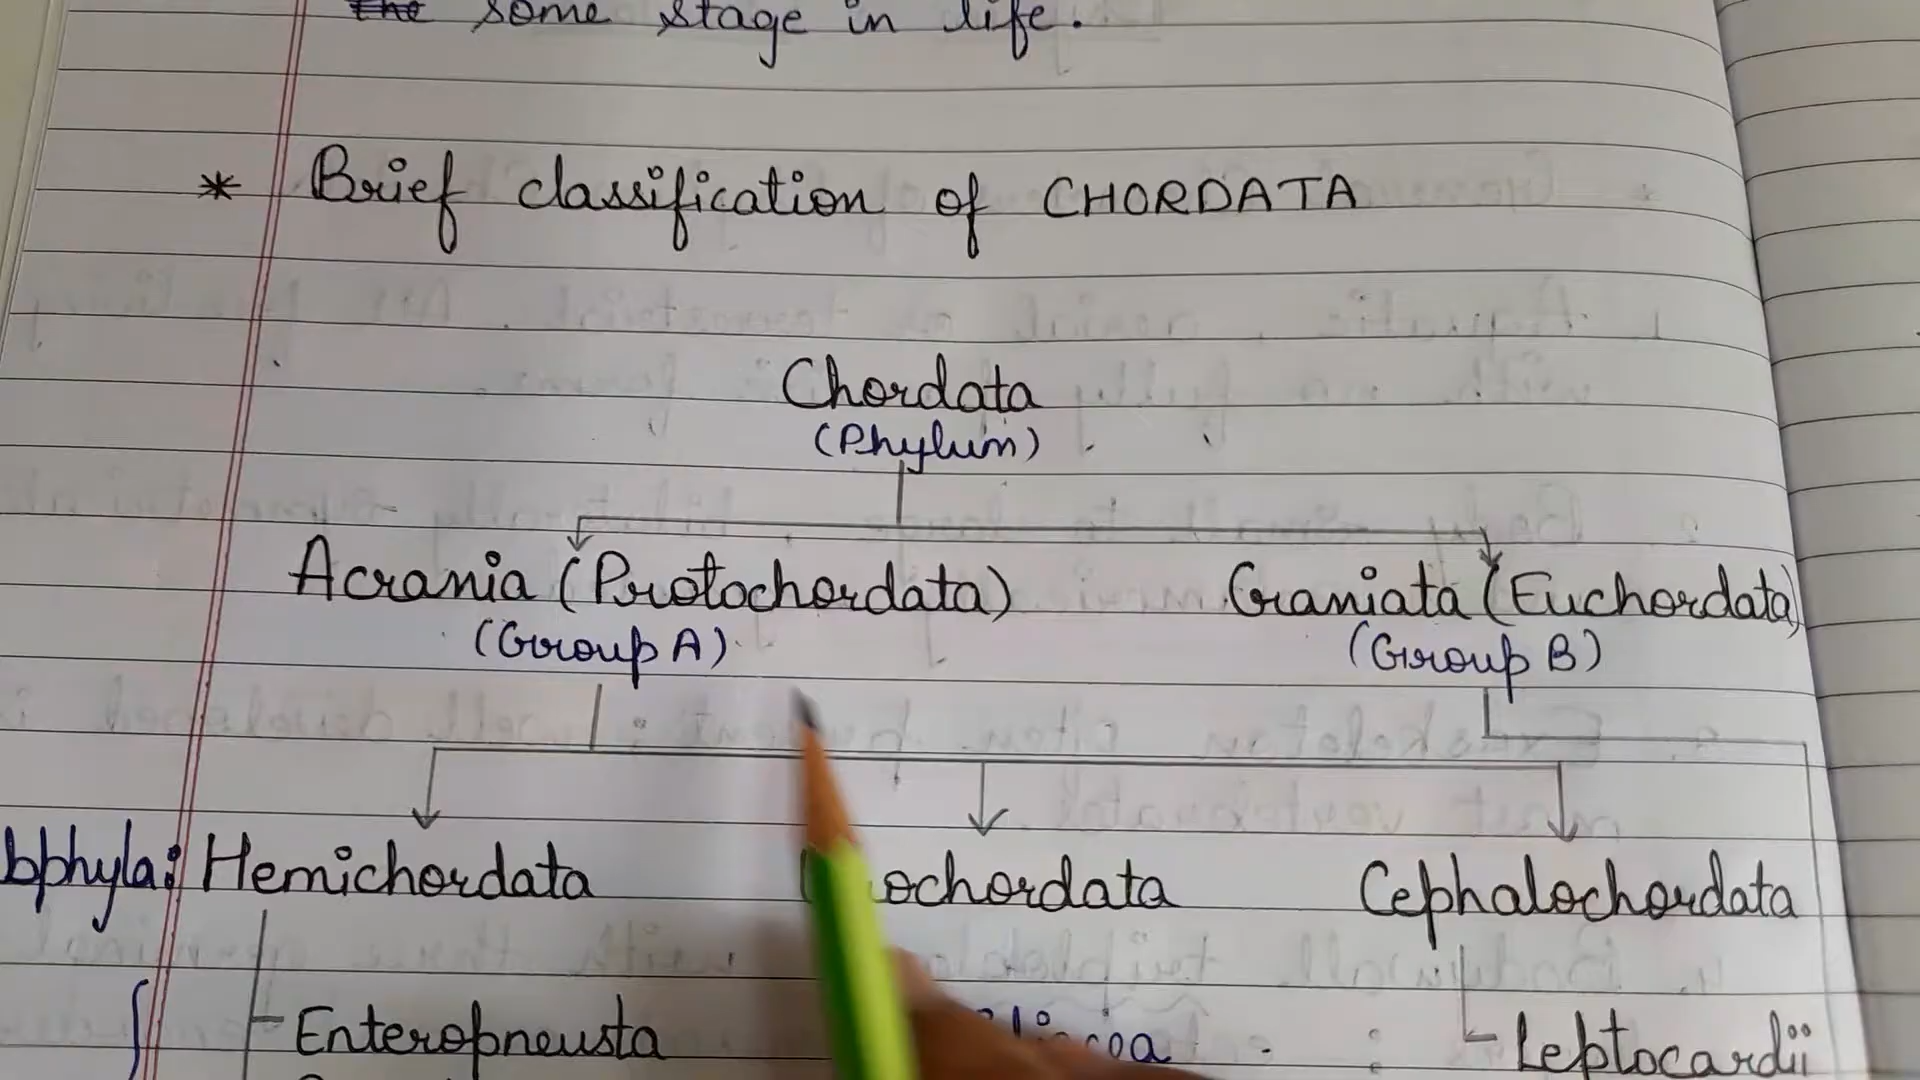 some stage in life.
* Brief classification of CHORDATA
Chordata
(Phylum)
Acrania (Protochordata) Craniata (Euchordata)
(Group A) (Group B)
bphyla: Hemichordata ochordata Cephalochordata
Enteropneusta Leptocardii